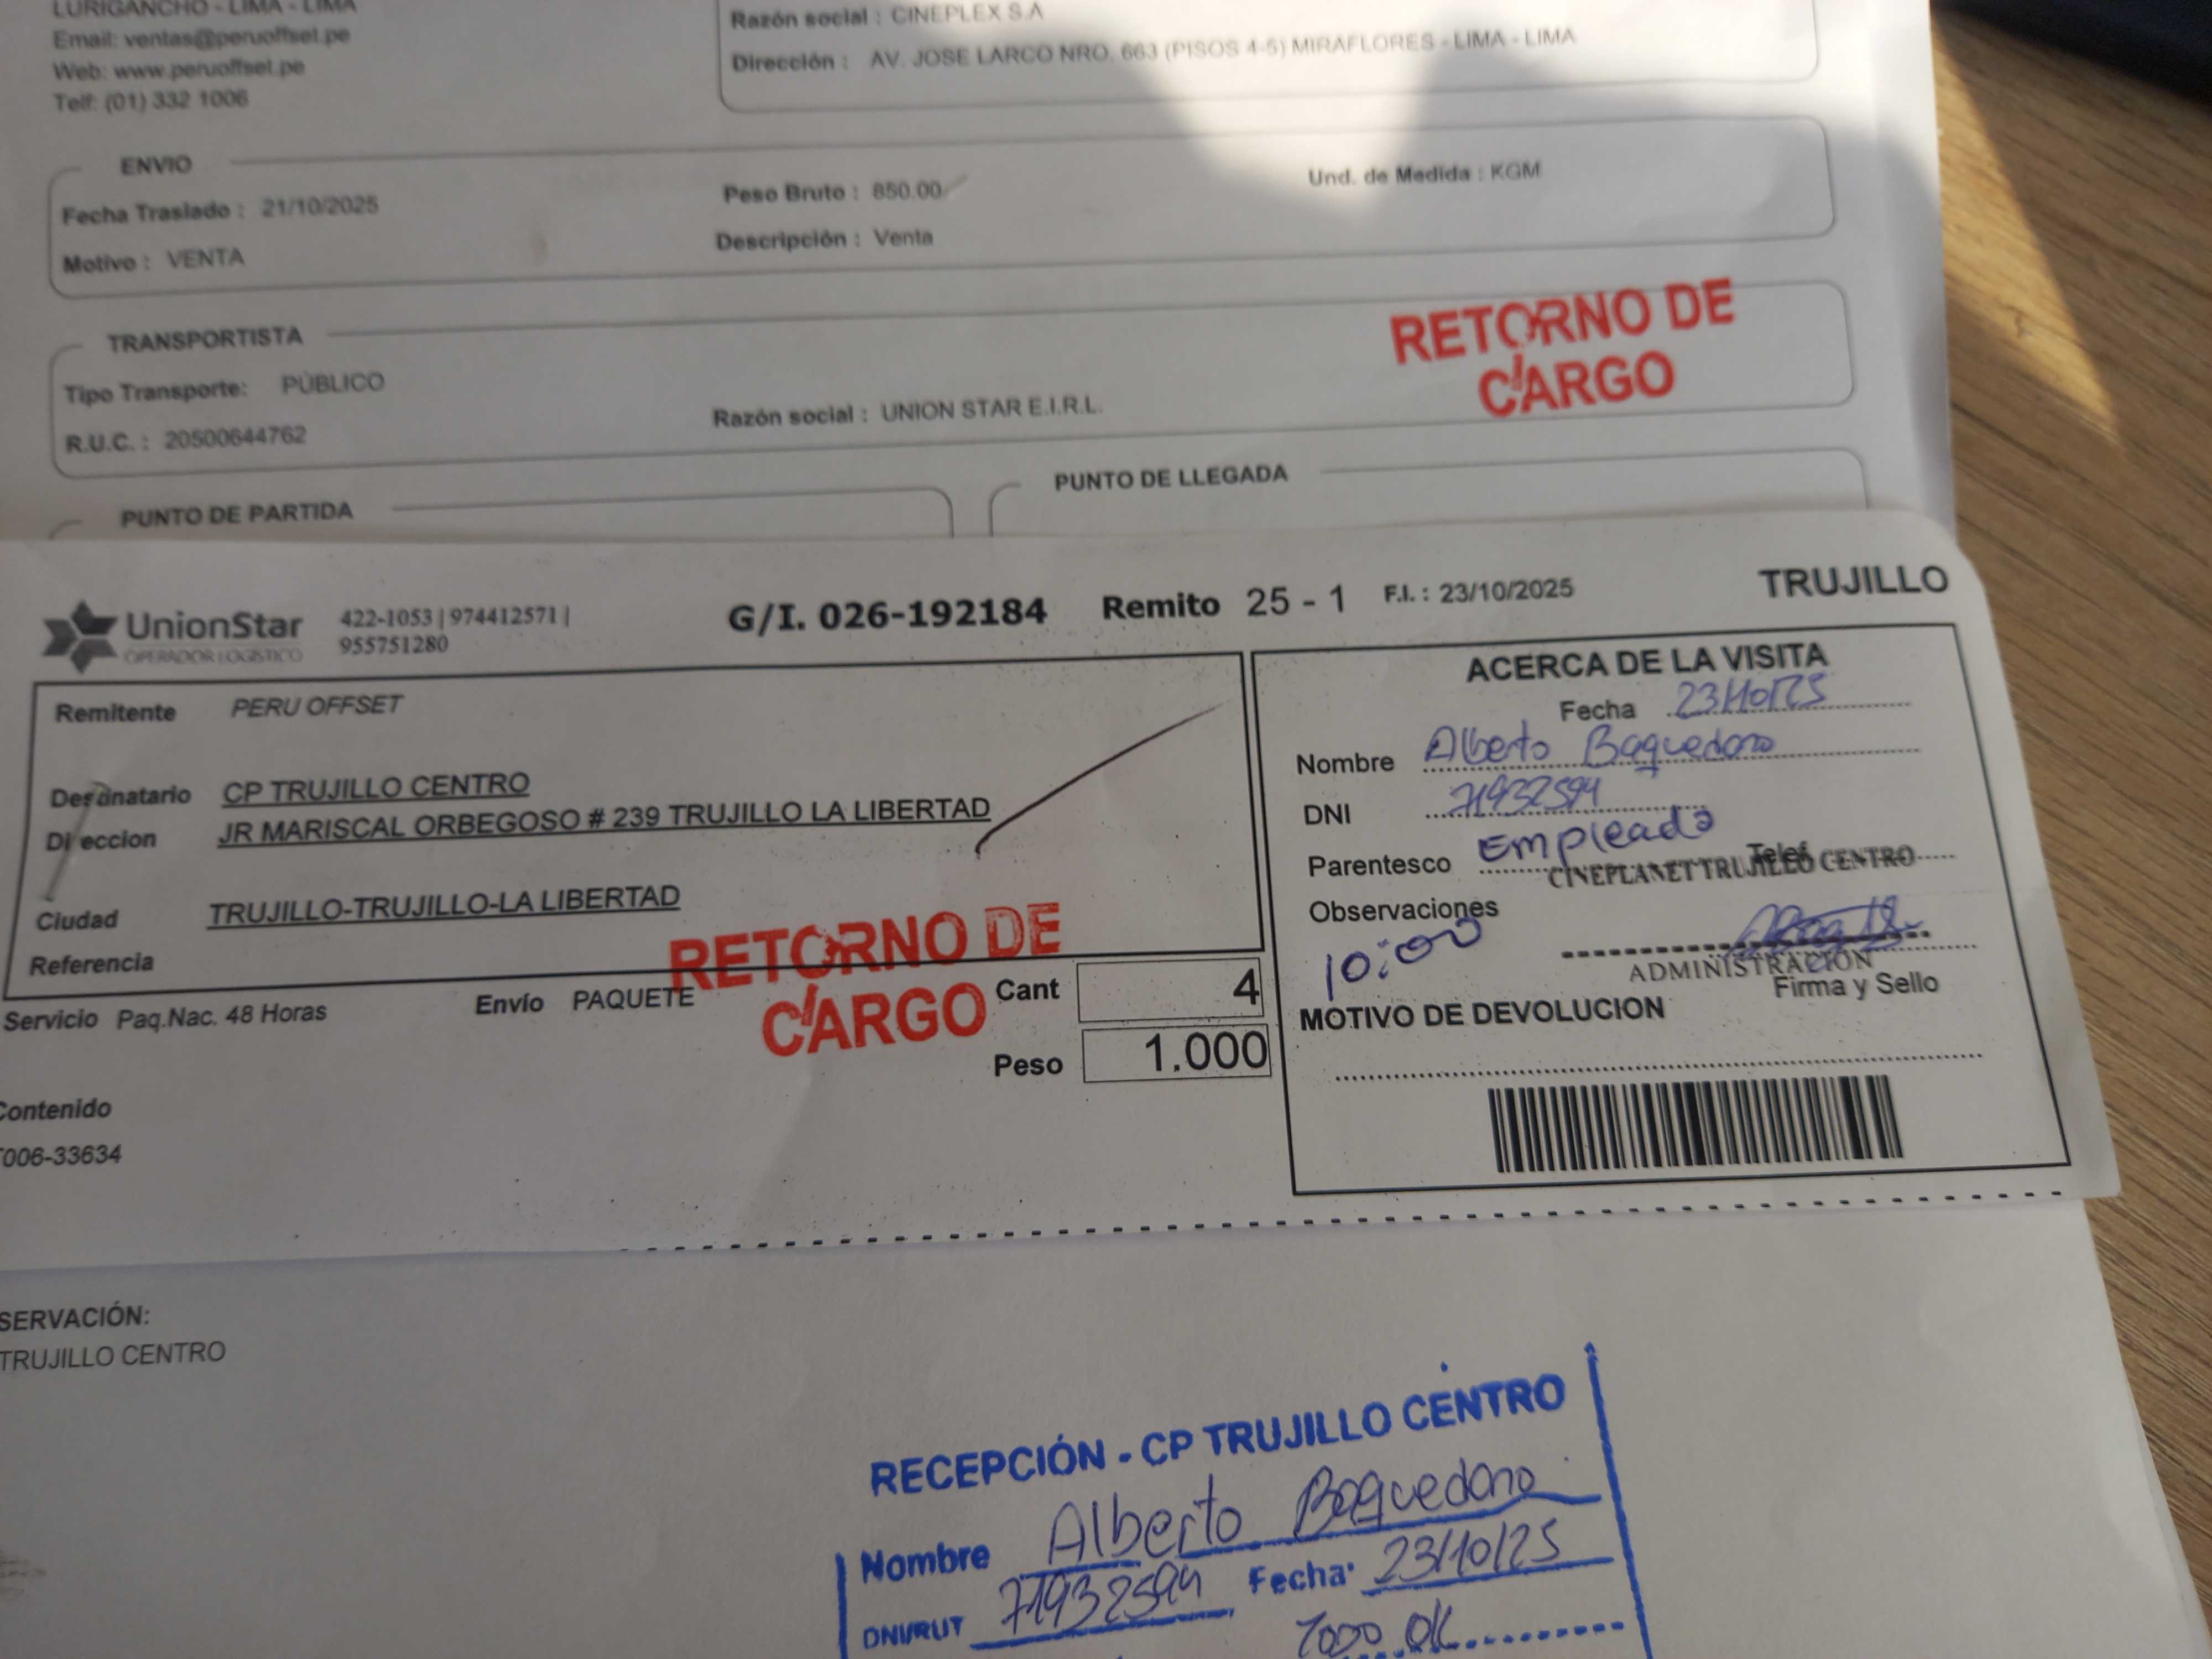 LURIGANCHO - LIMA - LIMA
Email: ventas@peruoffset.pe
Web: www.peruoffset.pe
Telf: (01) 332 1006
Razón social : CINEPLEX S.A
Dirección : AV. JOSE LARCO NRO. 663 (PISOS 4-5) MIRAFLORES - LIMA - LIMA
ENVIO
Fecha Traslado : 21/10/2025
Peso Bruto : 850.00
Und. de Medida : KGM
Motivo : VENTA
Descripción : Venta
TRANSPORTISTA
Tipo Transporte: PÚBLICO
R.U.C. : 20500644762
Razón social : UNION STAR E.I.R.L.
RETORNO DE
CARGO
PUNTO DE PARTIDA
PUNTO DE LLEGADA
UnionStar
OPERADOR LOGISTICO
422-1053 | 974412571 |
955751280
G/I. 026-192184 Remito 25 - 1 F.I. : 23/10/2025
TRUJILLO
Remitente PERU OFFSET
Destinatario CP TRUJILLO CENTRO
Direccion JR MARISCAL ORBEGOSO # 239 TRUJILLO LA LIBERTAD
Ciudad TRUJILLO-TRUJILLO-LA LIBERTAD
Referencia
RETORNO DE
CARGO
Servicio Paq.Nac. 48 Horas
Envío PAQUETE
Cant 4
Peso 1.000
Contenido
T006-33634
ACERCA DE LA VISITA
Fecha 23/10/25
Nombre Alberto Baquedano
DNI 71932594
Parentesco Empleado
Telef
CINEPLANET TRUJILLO CENTRO
Observaciones
10:00
ADMINISTRACIÓN
Firma y Sello
MOTIVO DE DEVOLUCION
SERVACIÓN:
TRUJILLO CENTRO
RECEPCIÓN - CP TRUJILLO CENTRO
Nombre Alberto Baquedano
DNI/RUT 71932594 Fecha: 23/10/25
TODO OK